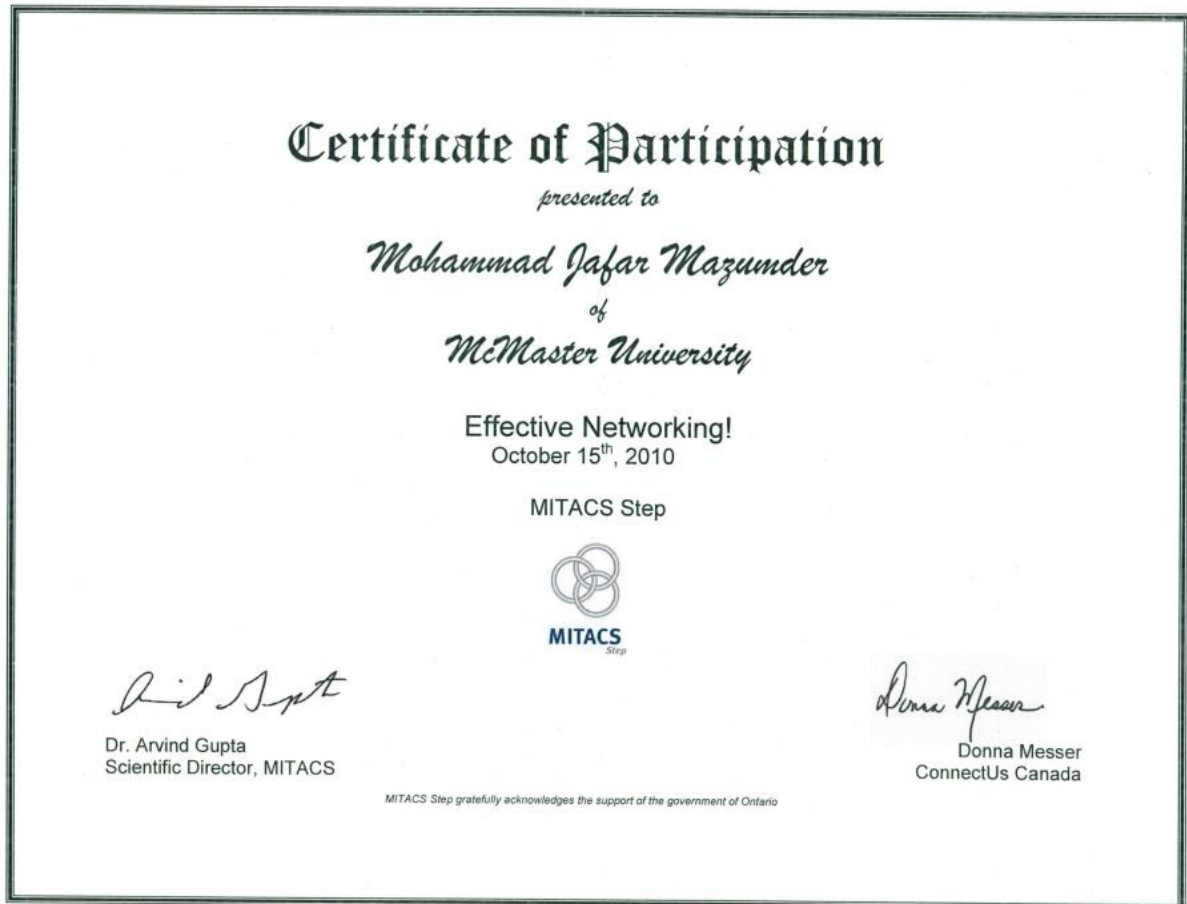 Certificate of Participation
presented to
Mohammad Jafar Mazumder
of
McMaster University
Effective Networking!
October 15th, 2010
MITACS Step
MITACS
Step
Dr. Arvind Gupta
Scientific Director, MITACS
Donna Messer
Donna Messer
ConnectUs Canada
MITACS Step gratefully acknowledges the support of the government of Ontario